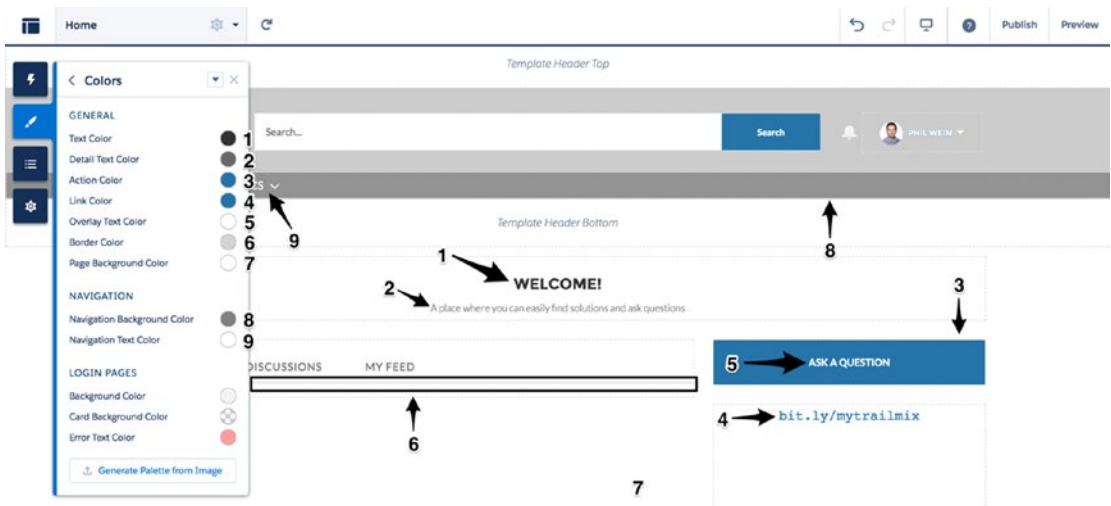 Home
Publish Preview
Template Header Top
Colors
GENERAL
Text Color 1
Detail Text Color 2
Action Color 3
Link Color 4
Overlay Text Color 5
Border Color 6
Page Background Color 7
NAVIGATION
Navigation Background Color 8
Navigation Text Color 9
LOGIN PAGES
Background Color
Card Background Color
Error Text Color
Generate Palette from Image
Search...
Search
PHIL WEIN
CS
9
8
Template Header Bottom
1
WELCOME!
2
A place where you can easily find solutions and ask questions
3
DISCUSSIONS MY FEED
6
5 ASK A QUESTION
4 bit.ly/mytrailmix
7